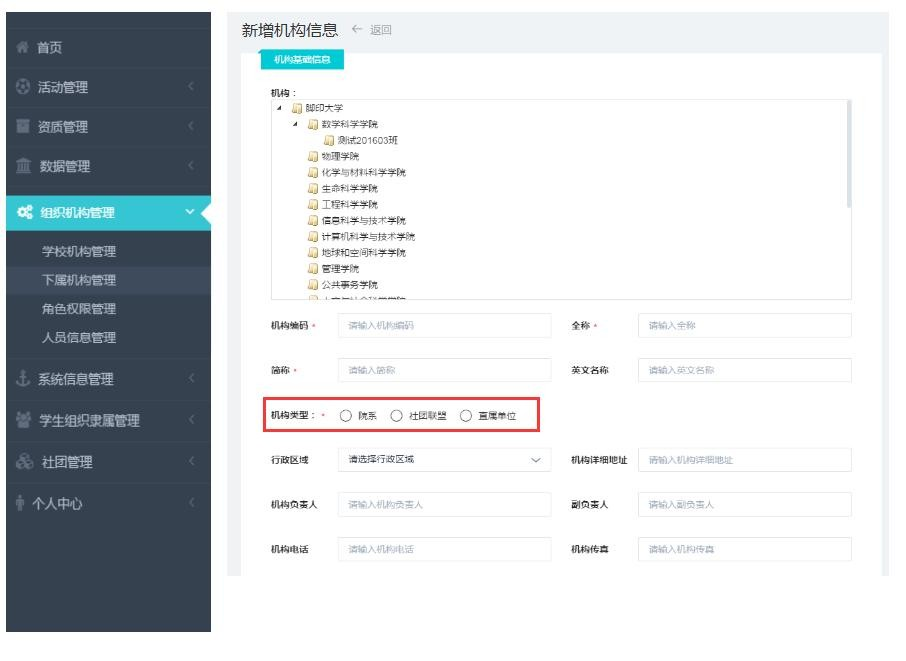 首页
活动管理
资质管理
数据管理
组织机构管理
学校机构管理
下属机构管理
角色权限管理
人员信息管理
系统信息管理
学生组织隶属管理
社团管理
个人中心
新增机构信息 ← 返回
机构基础信息
机构：
脚印大学
数学科学学院
测试201603班
物理学院
化学与材料科学学院
生命科学学院
工程科学学院
信息科学与技术学院
计算机科学与技术学院
地球和空间科学学院
管理学院
公共事务学院
机构编码 * 请输入机构编码 全称 * 请输入全称
简称 * 请输入简称 英文名称 请输入英文名称
机构类型： * 院系 社团联盟 直属单位
行政区域 请选择行政区域 机构详细地址 请输入机构详细地址
机构负责人 请输入机构负责人 副负责人 请输入副负责人
机构电话 请输入机构电话 机构传真 请输入机构传真